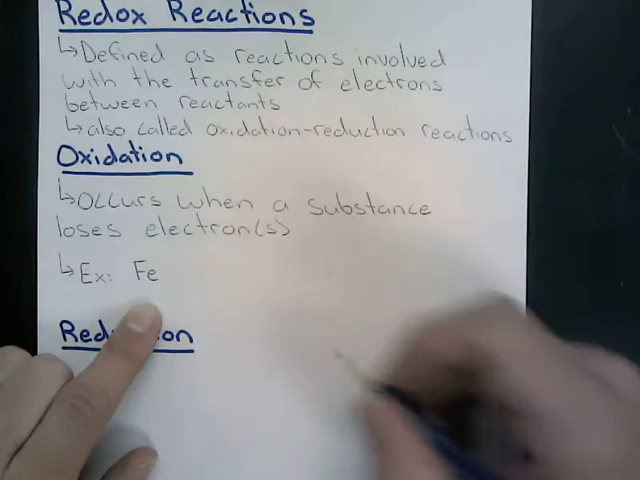 Redox Reactions
↳Defined as reactions involved
with the transfer of electrons
between reactants
↳also called oxidation-reduction reactions
Oxidation
↳Occurs when a substance
loses electron(s)
↳Ex: Fe